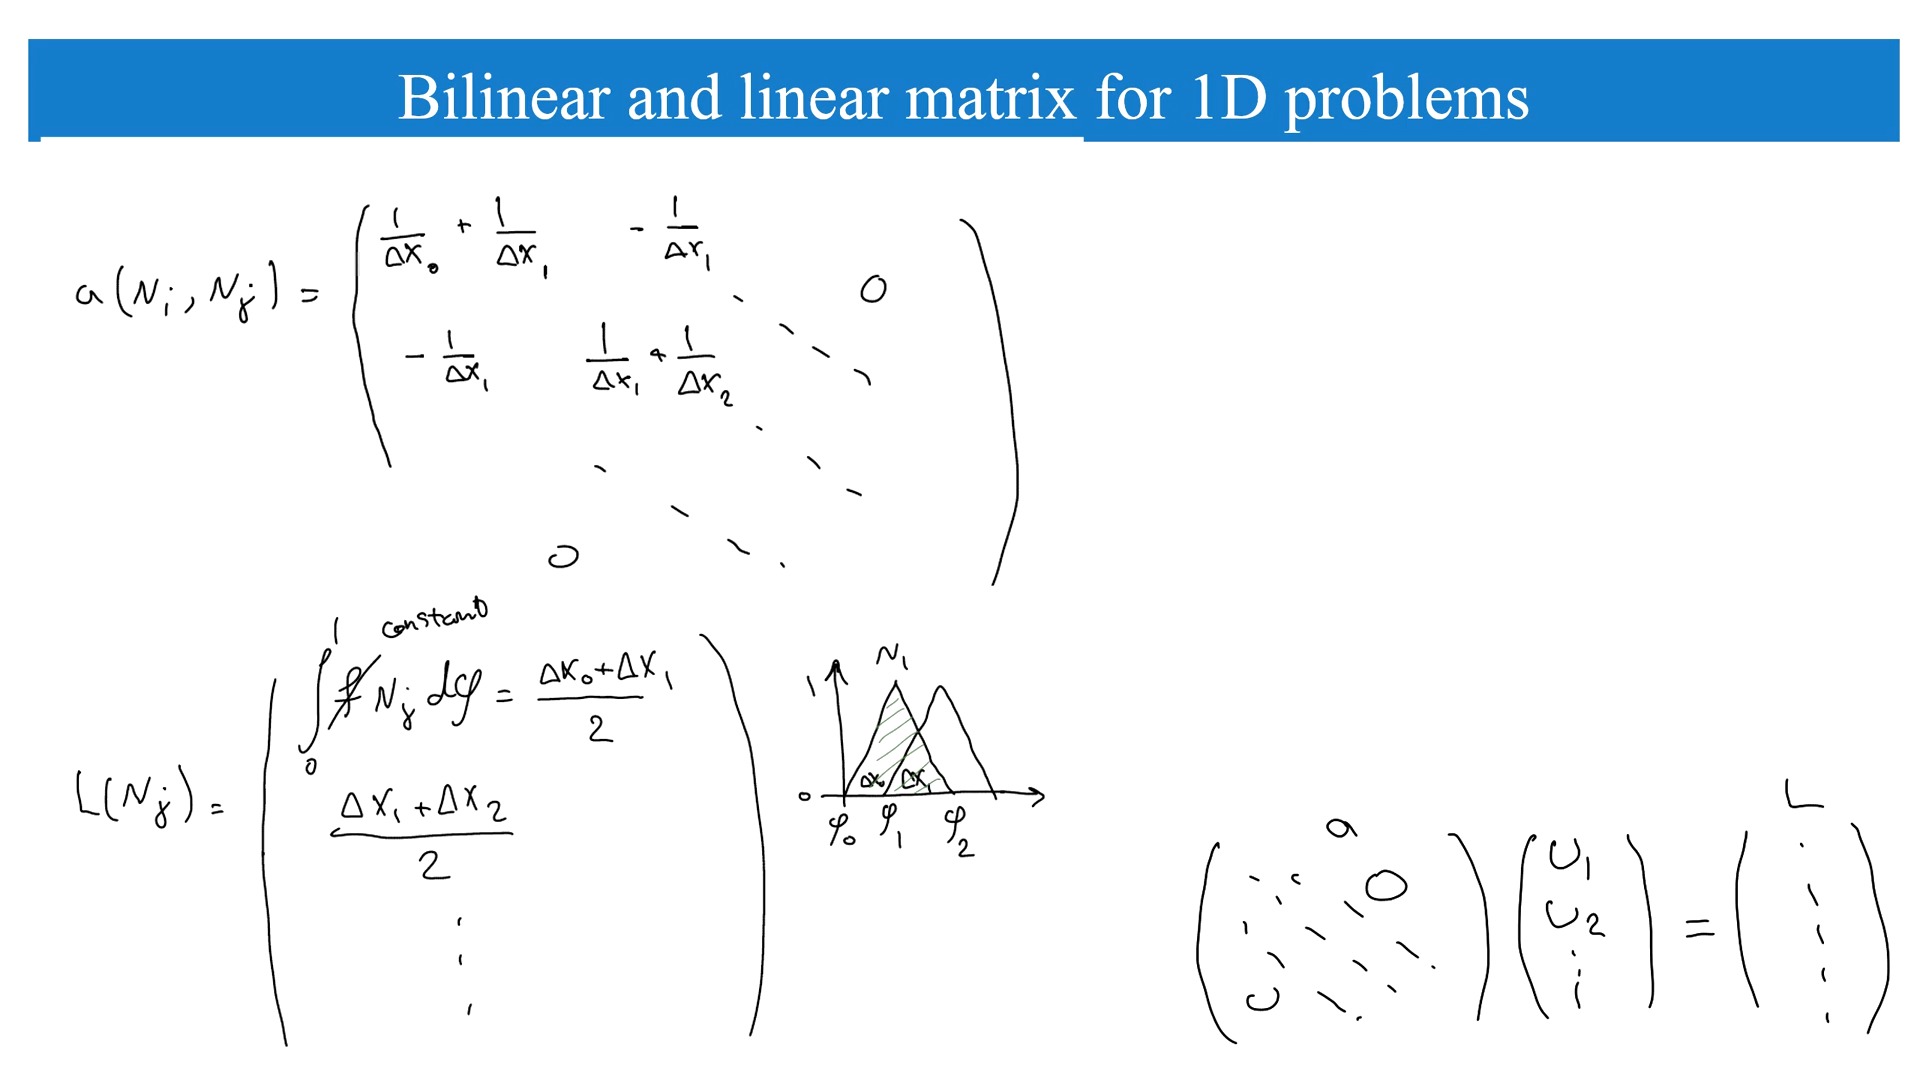 Bilinear and linear matrix for 1D problems
a(Nᵢ, Nⱼ) = ( 1/Δx₀ + 1/Δx₁   - 1/Δx₁   0
- 1/Δx₁   1/Δx₁ + 1/Δx₂
0 )
constant
L(Nⱼ) = ( ∫₀¹ f Nⱼ dφ = (Δx₀+Δx₁)/2
(Δx₁+Δx₂)/2
⋮ )
N₁
1
Δx₀ Δx₁
0
φ₀ φ₁ φ₂
a L
( 0 0 ) ( U₁ U₂ ⋮ ) = ( ⋮ )